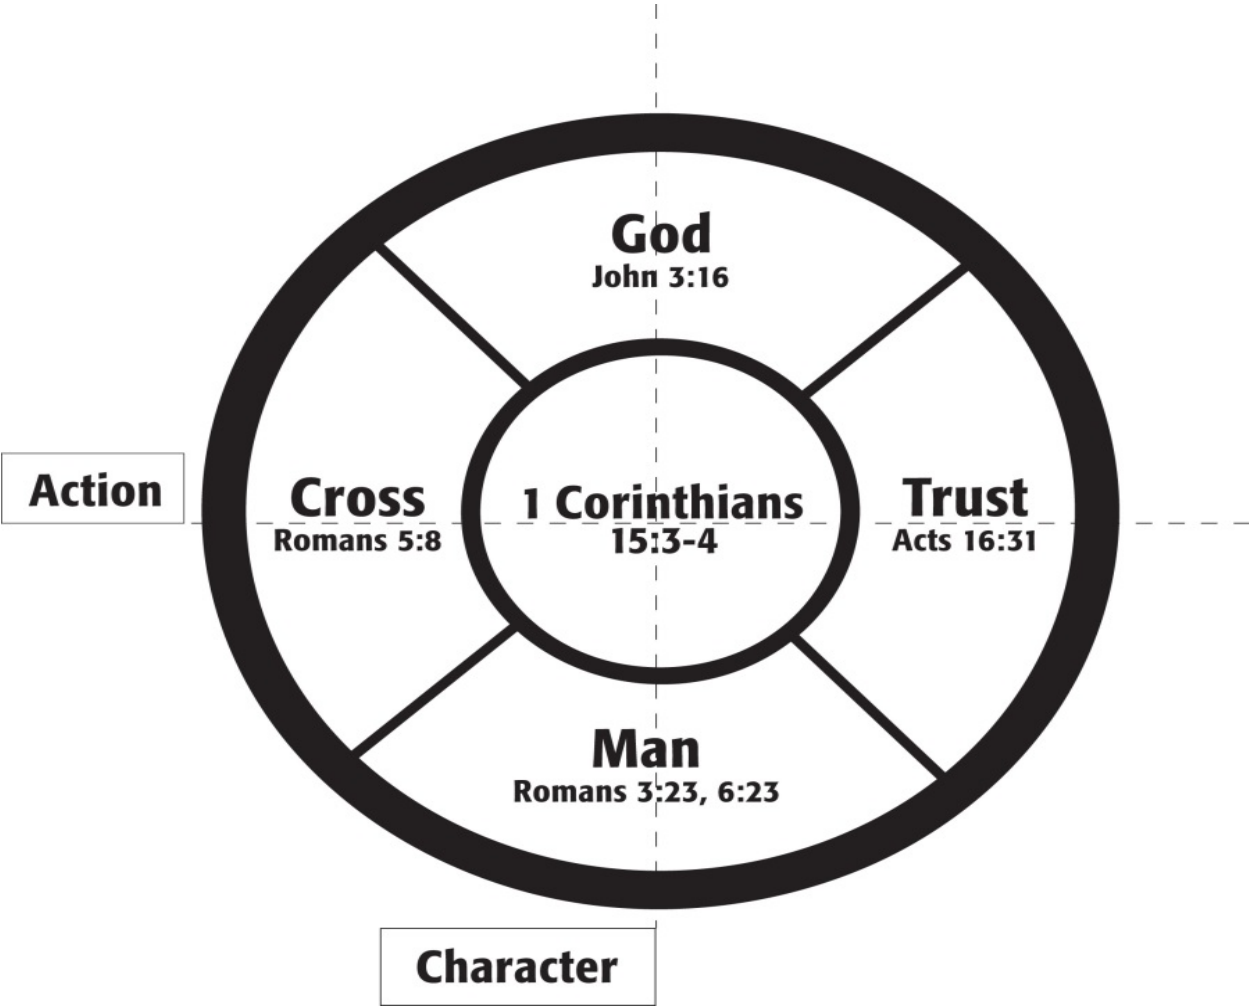 God
John 3:16
Action
Cross
Romans 5:8
1 Corinthians
15:3-4
Trust
Acts 16:31
Man
Romans 3:23, 6:23
Character